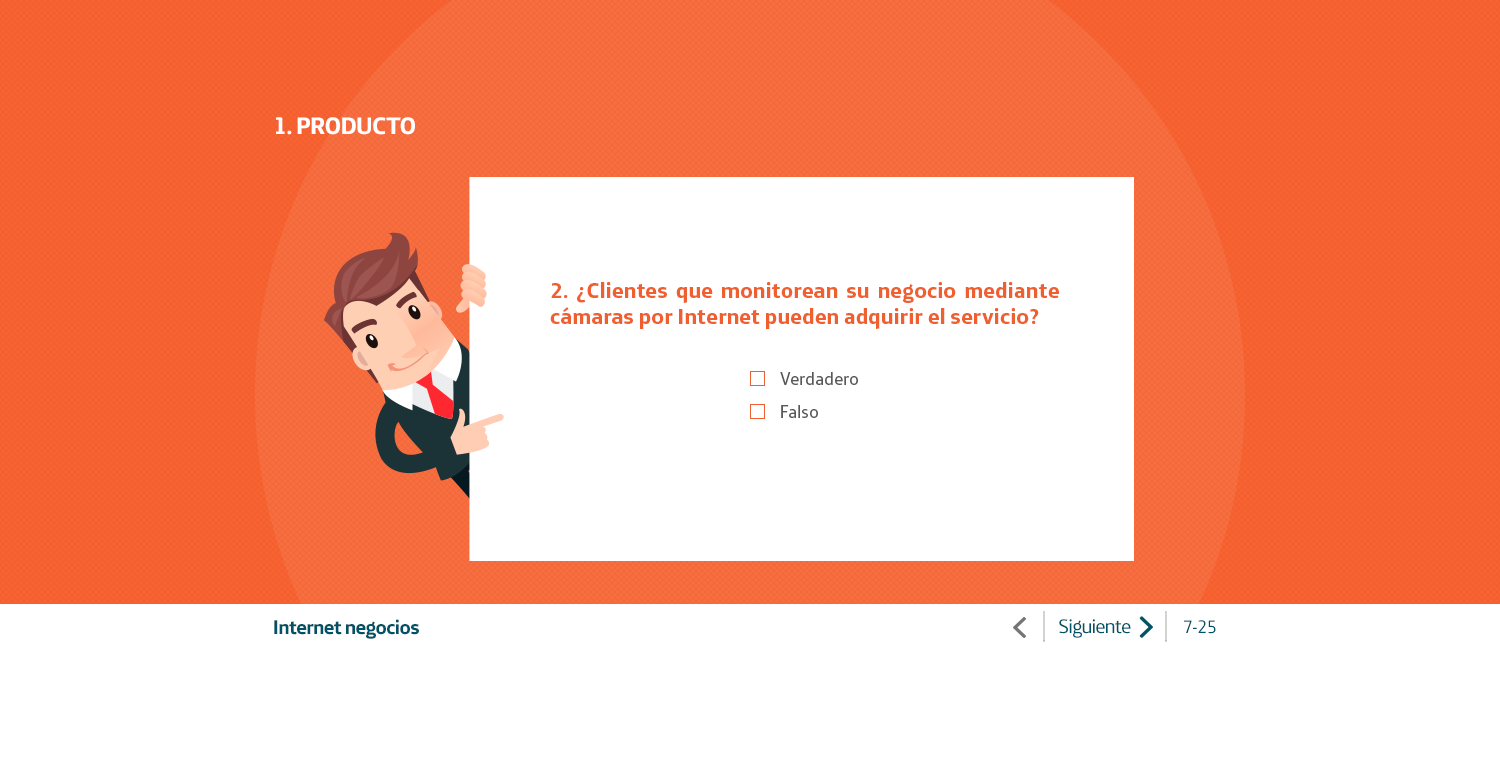 1. PRODUCTO
2. ¿Clientes que monitorean su negocio mediante
cámaras por Internet pueden adquirir el servicio?
Verdadero
Falso
Internet negocios
Siguiente
7-25